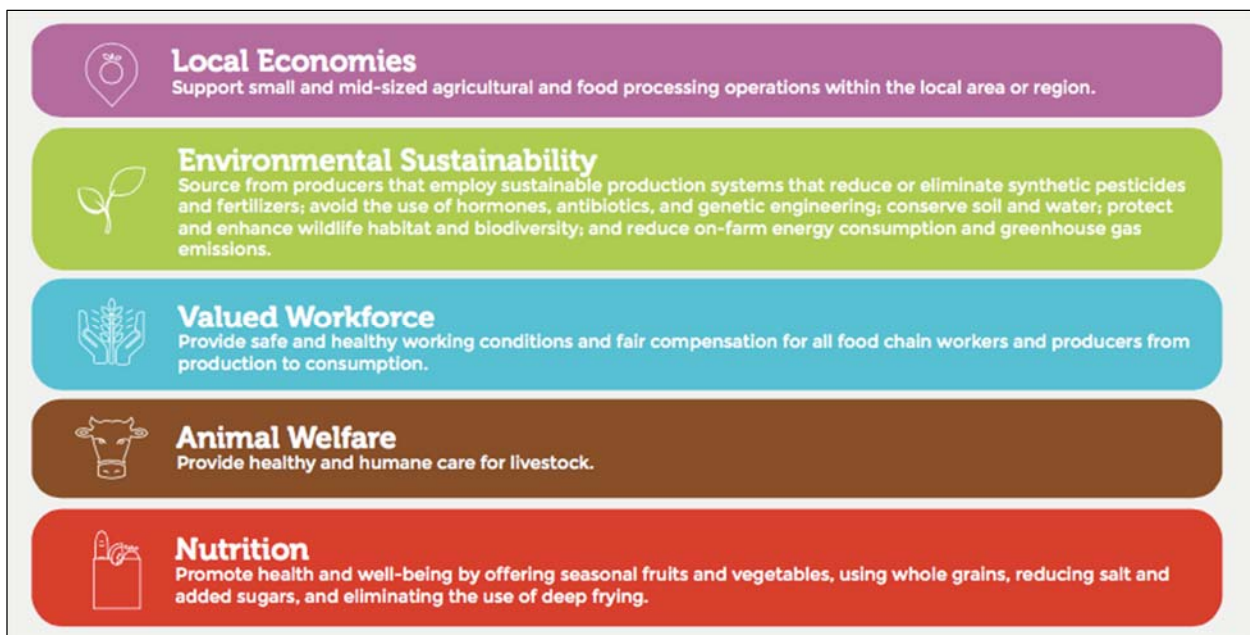 Local Economies
Support small and mid-sized agricultural and food processing operations within the local area or region.
Environmental Sustainability
Source from producers that employ sustainable production systems that reduce or eliminate synthetic pesticides
and fertilizers; avoid the use of hormones, antibiotics, and genetic engineering; conserve soil and water; protect
and enhance wildlife habitat and biodiversity; and reduce on-farm energy consumption and greenhouse gas
emissions.
Valued Workforce
Provide safe and healthy working conditions and fair compensation for all food chain workers and producers from
production to consumption.
Animal Welfare
Provide healthy and humane care for livestock.
Nutrition
Promote health and well-being by offering seasonal fruits and vegetables, using whole grains, reducing salt and
added sugars, and eliminating the use of deep frying.